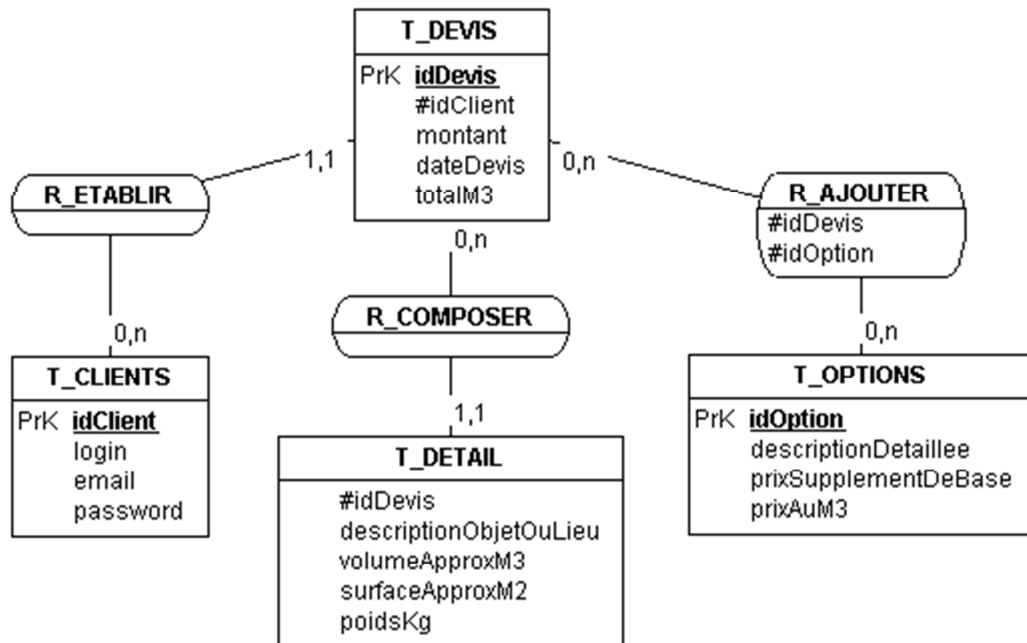 T_DEVIS
PrK idDevis
#idClient
montant
dateDevis
totalM3
1,1
0,n
0,n
R_ETABLIR
R_AJOUTER
#idDevis
#idOption
R_COMPOSER
0,n
1,1
0,n
T_CLIENTS
PrK idClient
login
email
password
T_DETAIL
#idDevis
descriptionObjetOuLieu
volumeApproxM3
surfaceApproxM2
poidsKg
T_OPTIONS
PrK idOption
descriptionDetaillee
prixSupplementDeBase
prixAuM3